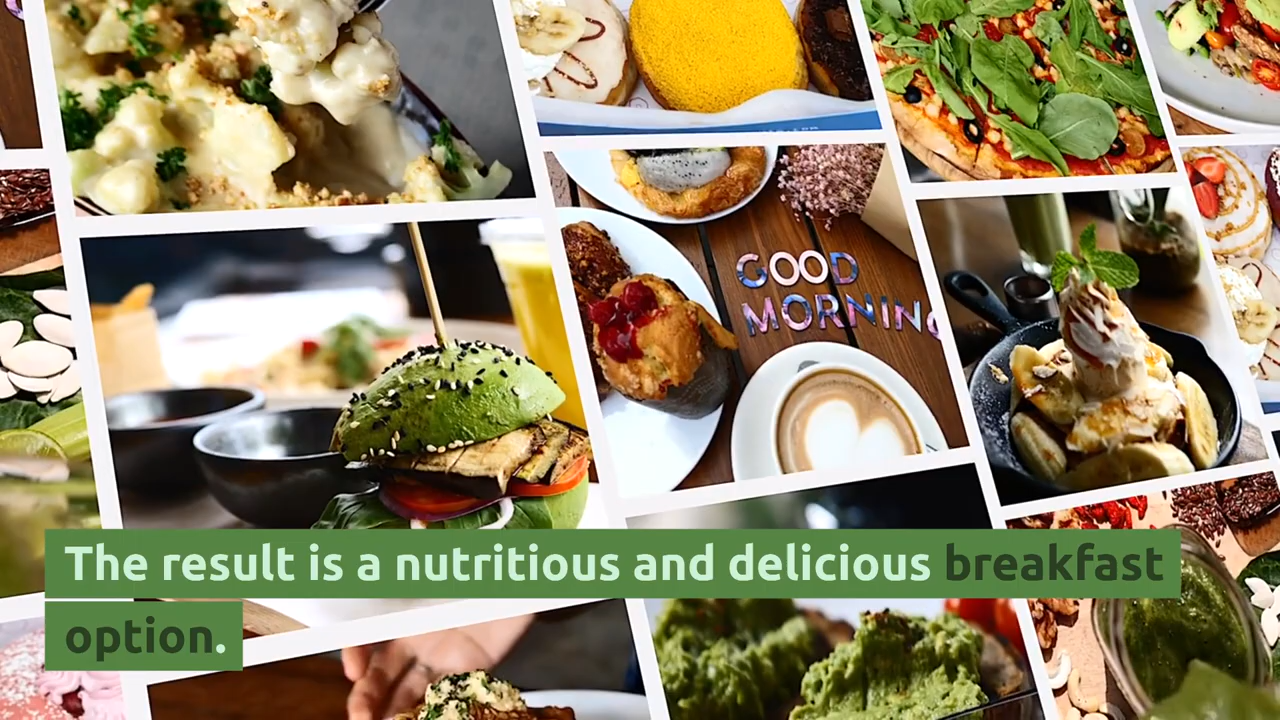 GOOD
MORNING
The result is a nutritious and delicious breakfast
option.